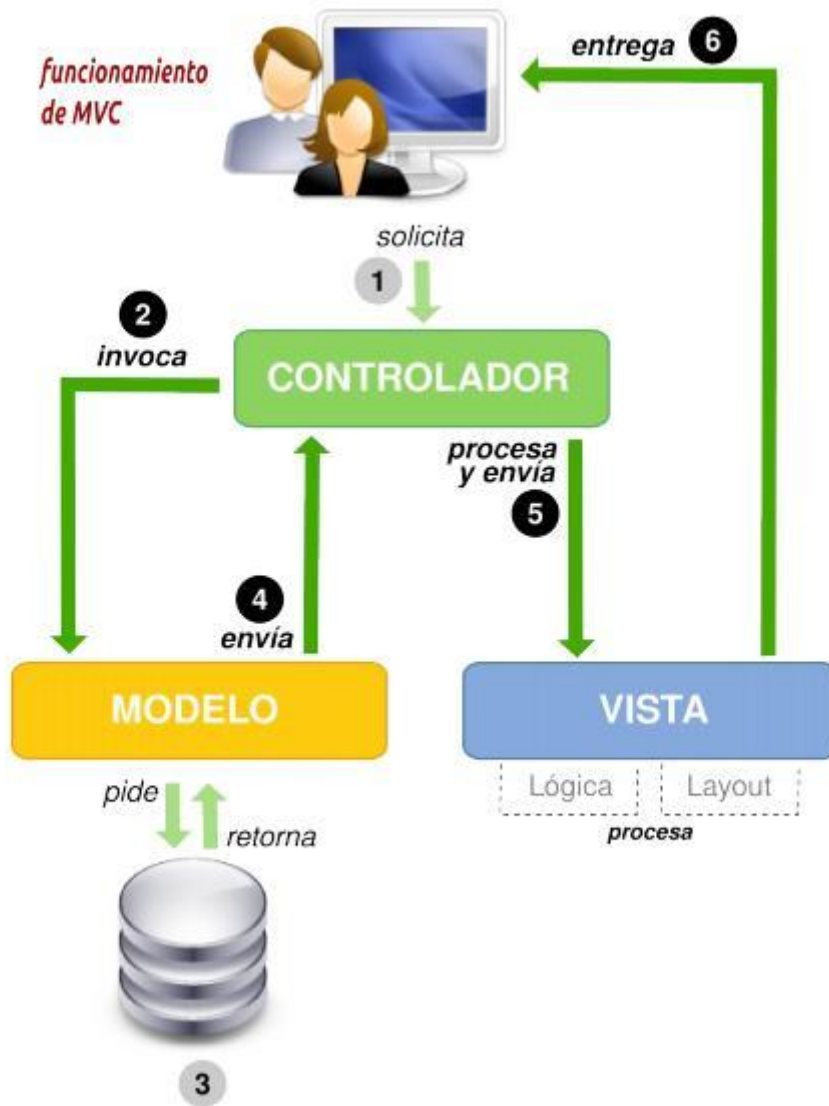 funcionamiento
de MVC
entrega 6
solicita
1
2
invoca
CONTROLADOR
procesa
y envía
5
4
envía
MODELO
VISTA
Lógica
Layout
procesa
pide
retorna
3